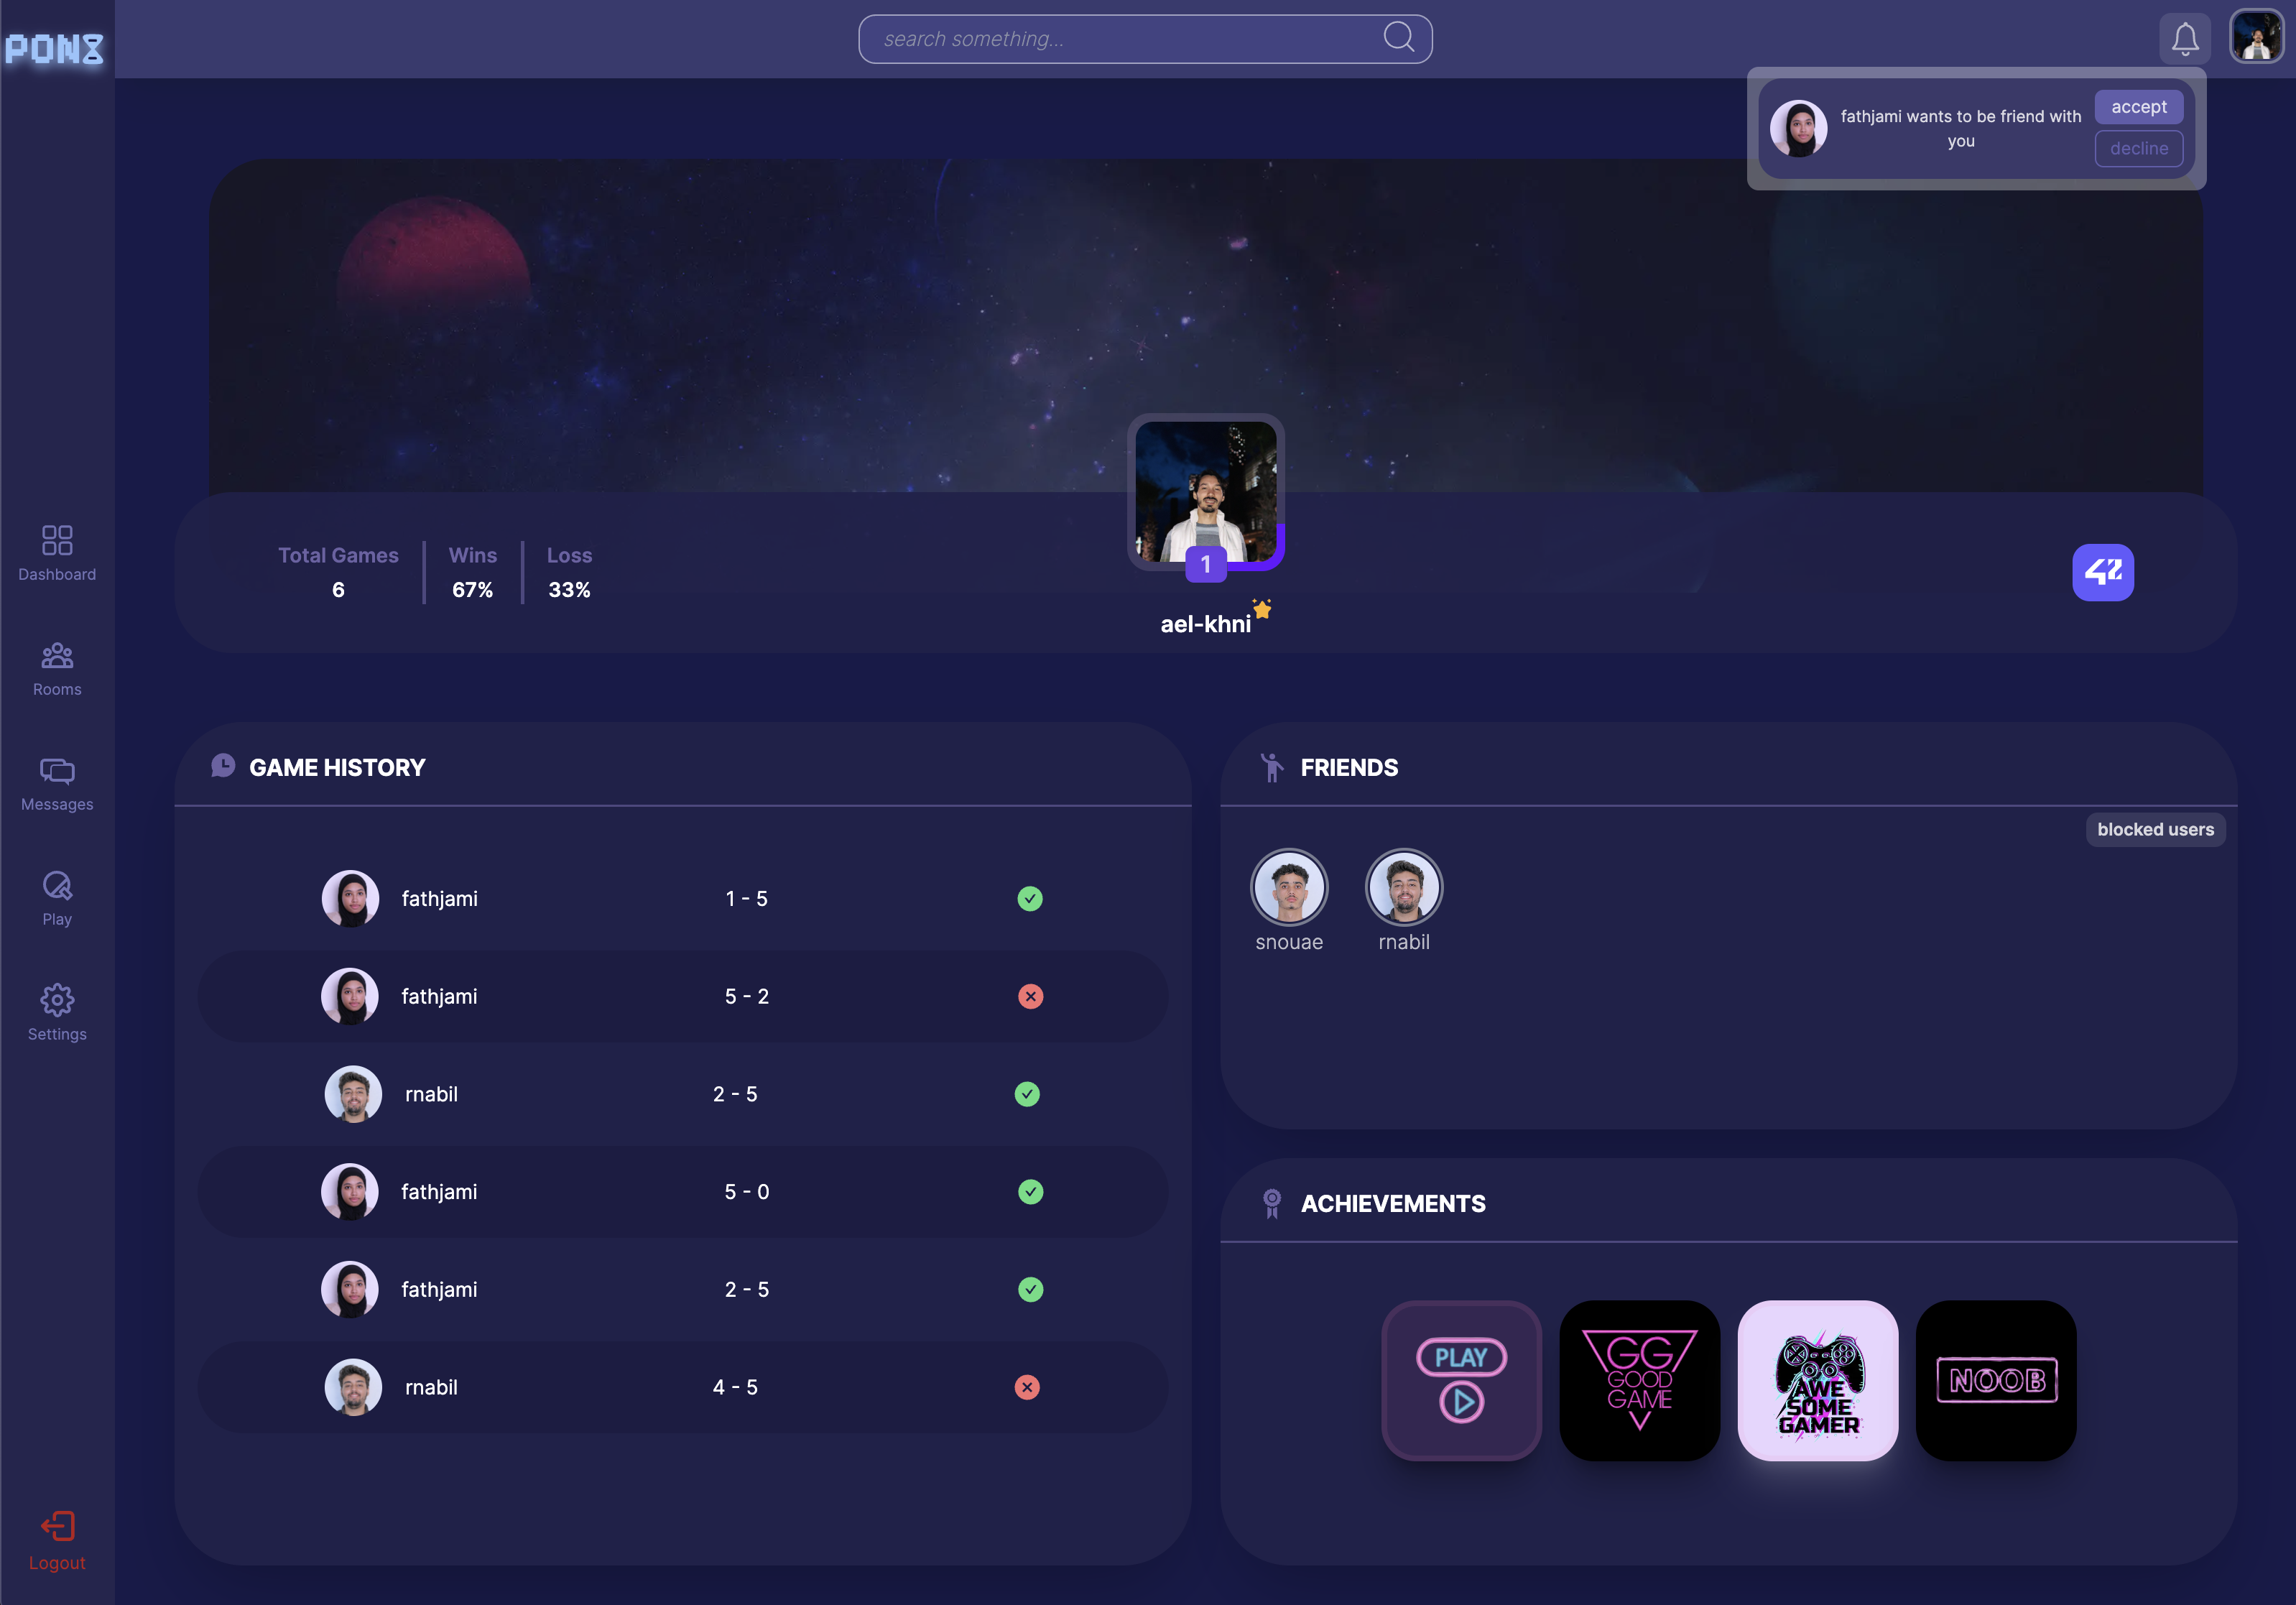 PONG
search something...
fathjami wants to be friend with
you
accept
decline
Dashboard
Rooms
Messages
Play
Settings
Logout
Total Games
6
Wins
67%
Loss
33%
1
ael-khni
42
GAME HISTORY
fathjami 1 - 5
fathjami 5 - 2
rnabil 2 - 5
fathjami 5 - 0
fathjami 2 - 5
rnabil 4 - 5
FRIENDS
blocked users
snouae
rnabil
ACHIEVEMENTS
PLAY
GG
GOOD
GAME
AWE
SOME
GAMER
NOOB